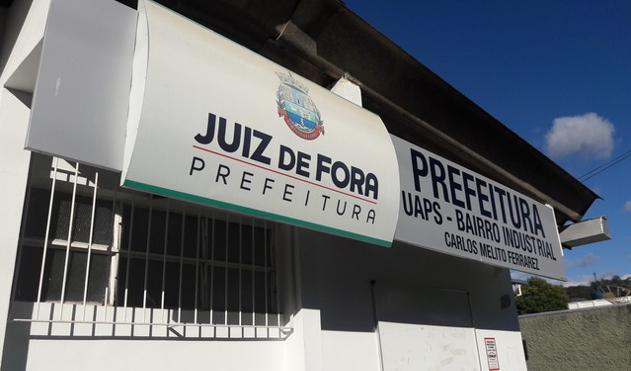 JUIZ DE FORA
PREFEITURA
PREFEITURA
UAPS - BAIRRO INDUSTRIAL
CARLOS MELITO FERRAREZ